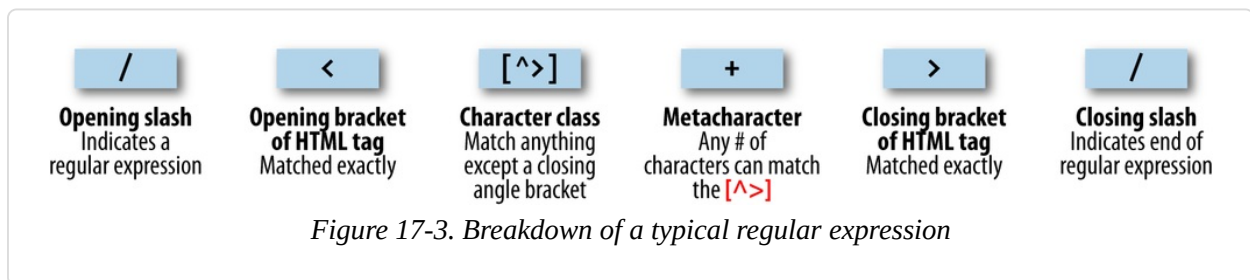 /
Opening slash
Indicates a
regular expression
<
Opening bracket
of HTML tag
Matched exactly
[^>]
Character class
Match anything
except a closing
angle bracket
+
Metacharacter
Any # of
characters can match
the [^>]
>
Closing bracket
of HTML tag
Matched exactly
/
Closing slash
Indicates end of
regular expression
Figure 17-3. Breakdown of a typical regular expression